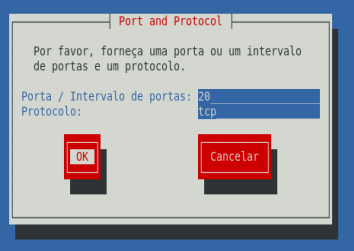 Port and Protocol
Por favor, forneça uma porta ou um intervalo
de portas e um protocolo.
Porta / Intervalo de portas: 20
Protocolo: tcp
OK Cancelar